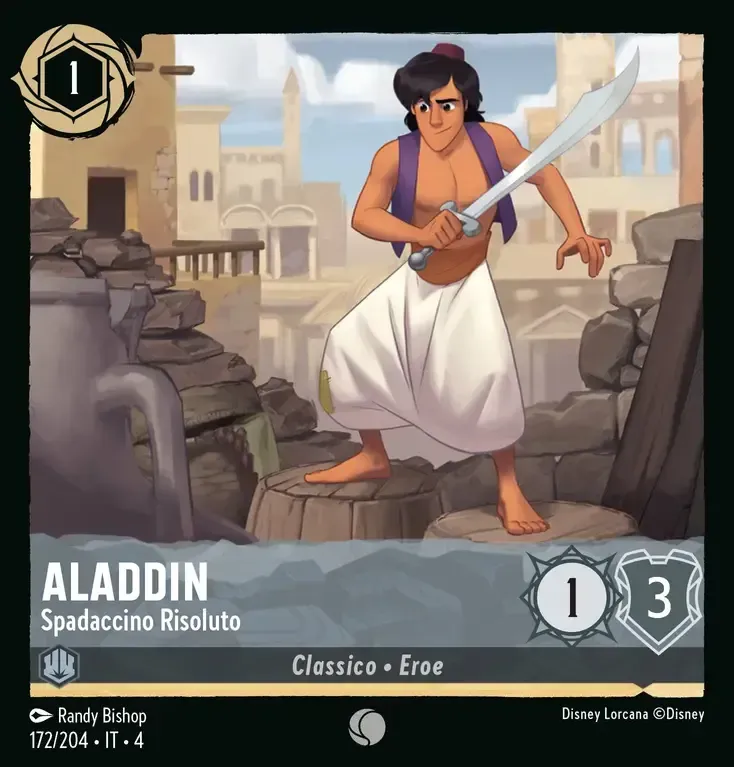 1
ALADDIN
Spadaccino Risoluto
1
3
Classico • Eroe
Randy Bishop
Disney Lorcana ©Disney
172/204 • IT • 4